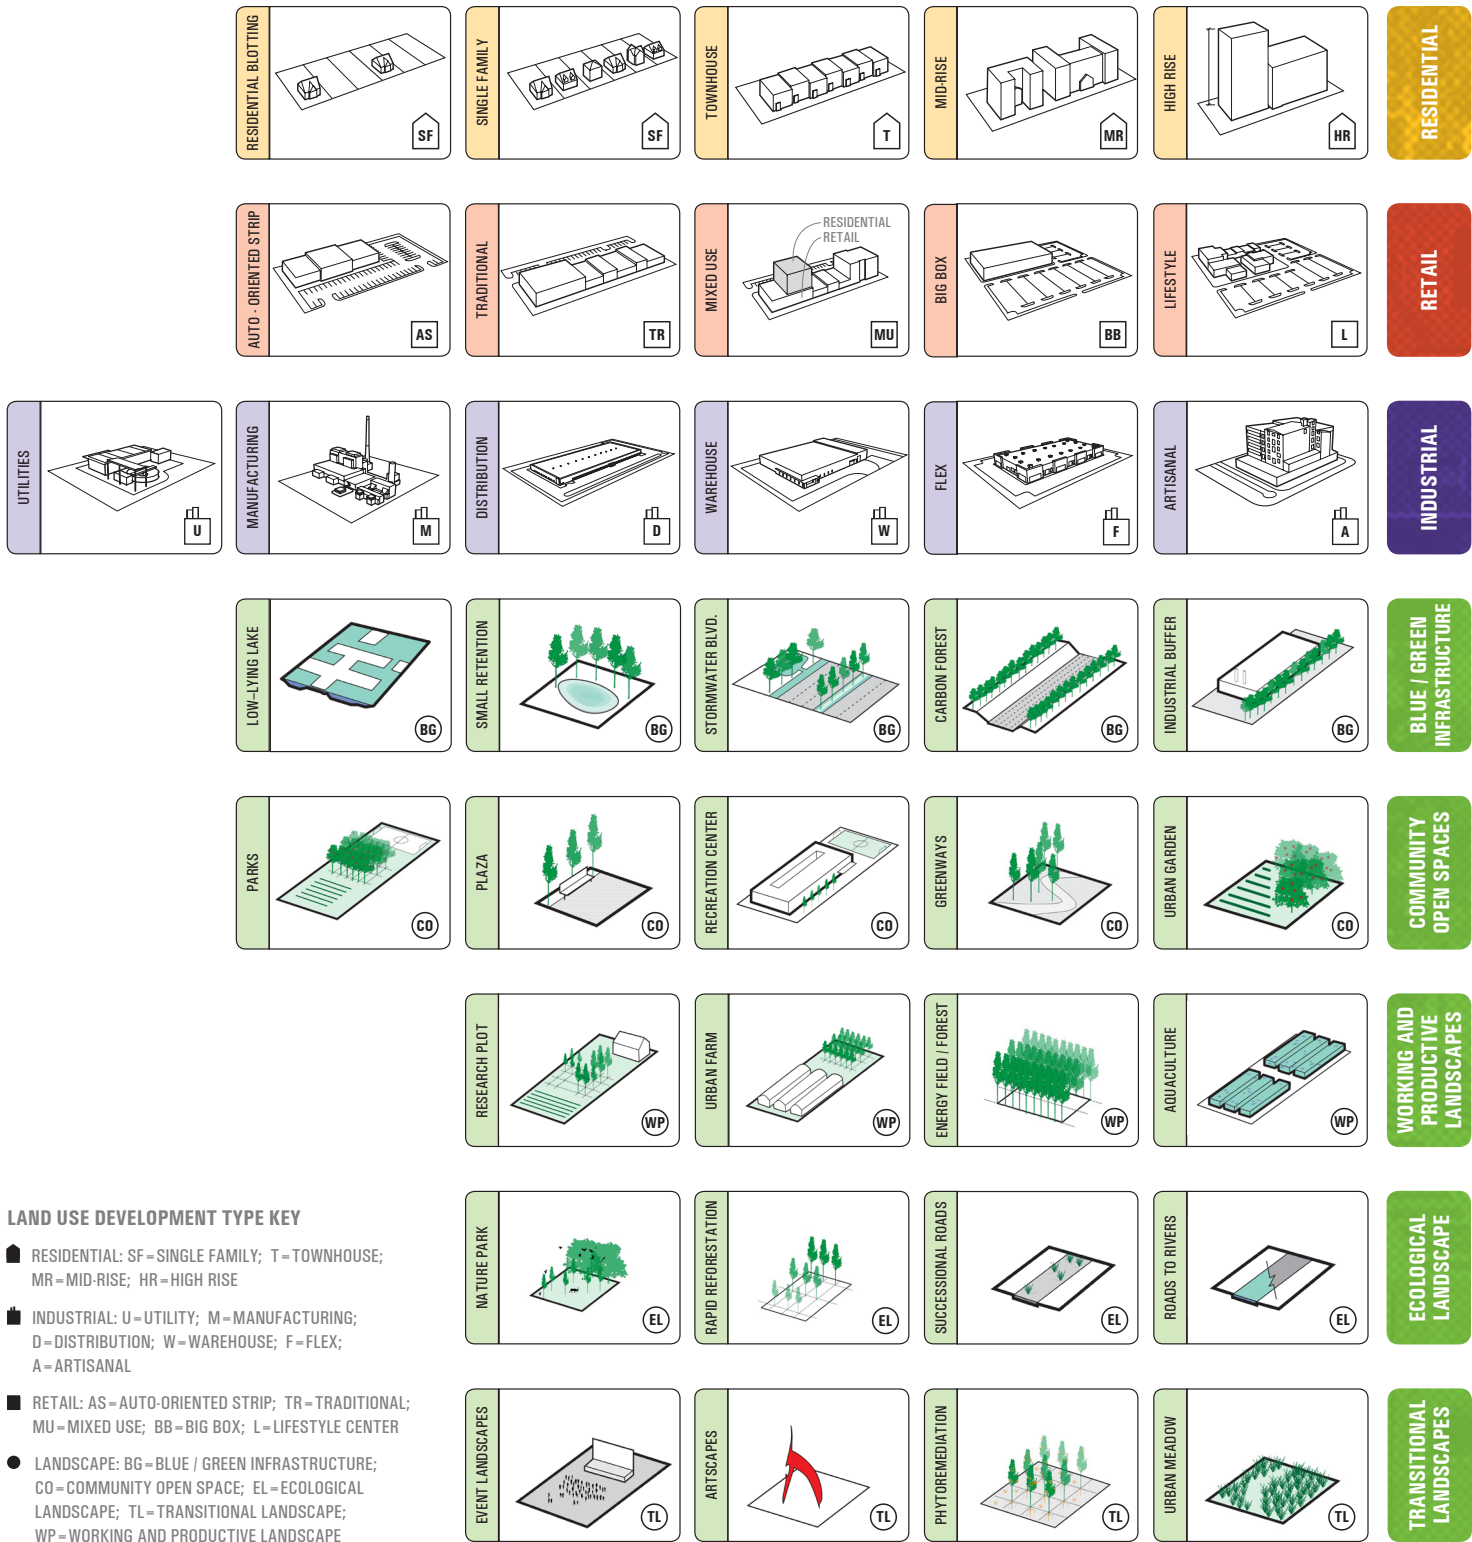 RESIDENTIAL BLOTTING
SF
SINGLE FAMILY
SF
TOWNHOUSE
T
MID-RISE
MR
HIGH RISE
HR
RESIDENTIAL
AUTO - ORIENTED STRIP
AS
TRADITIONAL
TR
MIXED USE
RESIDENTIAL
RETAIL
MU
BIG BOX
BB
LIFESTYLE
L
RETAIL
UTILITIES
U
MANUFACTURING
M
DISTRIBUTION
D
WAREHOUSE
W
FLEX
F
ARTISANAL
A
INDUSTRIAL
LOW-LYING LAKE
BG
SMALL RETENTION
BG
STORMWATER BLVD.
BG
CARBON FOREST
BG
INDUSTRIAL BUFFER
BG
BLUE / GREEN
INFRASTRUCTURE
PARKS
CO
PLAZA
CO
RECREATION CENTER
CO
GREENWAYS
CO
URBAN GARDEN
CO
COMMUNITY
OPEN SPACES
RESEARCH PLOT
WP
URBAN FARM
WP
ENERGY FIELD / FOREST
WP
AQUACULTURE
WP
WORKING AND
PRODUCTIVE
LANDSCAPES
NATURE PARK
EL
RAPID REFORESTATION
EL
SUCCESSIONAL ROADS
EL
ROADS TO RIVERS
EL
ECOLOGICAL
LANDSCAPE
EVENT LANDSCAPES
TL
ARTSCAPES
TL
PHYTOREMEDIATION
TL
URBAN MEADOW
TL
TRANSITIONAL
LANDSCAPES
LAND USE DEVELOPMENT TYPE KEY
RESIDENTIAL: SF=SINGLE FAMILY; T=TOWNHOUSE;
MR=MID-RISE; HR=HIGH RISE
INDUSTRIAL: U=UTILITY; M=MANUFACTURING;
D=DISTRIBUTION; W=WAREHOUSE; F=FLEX;
A=ARTISANAL
RETAIL: AS=AUTO-ORIENTED STRIP; TR=TRADITIONAL;
MU=MIXED USE; BB=BIG BOX; L=LIFESTYLE CENTER
LANDSCAPE: BG=BLUE / GREEN INFRASTRUCTURE;
CO=COMMUNITY OPEN SPACE; EL=ECOLOGICAL
LANDSCAPE; TL=TRANSITIONAL LANDSCAPE;
WP=WORKING AND PRODUCTIVE LANDSCAPE